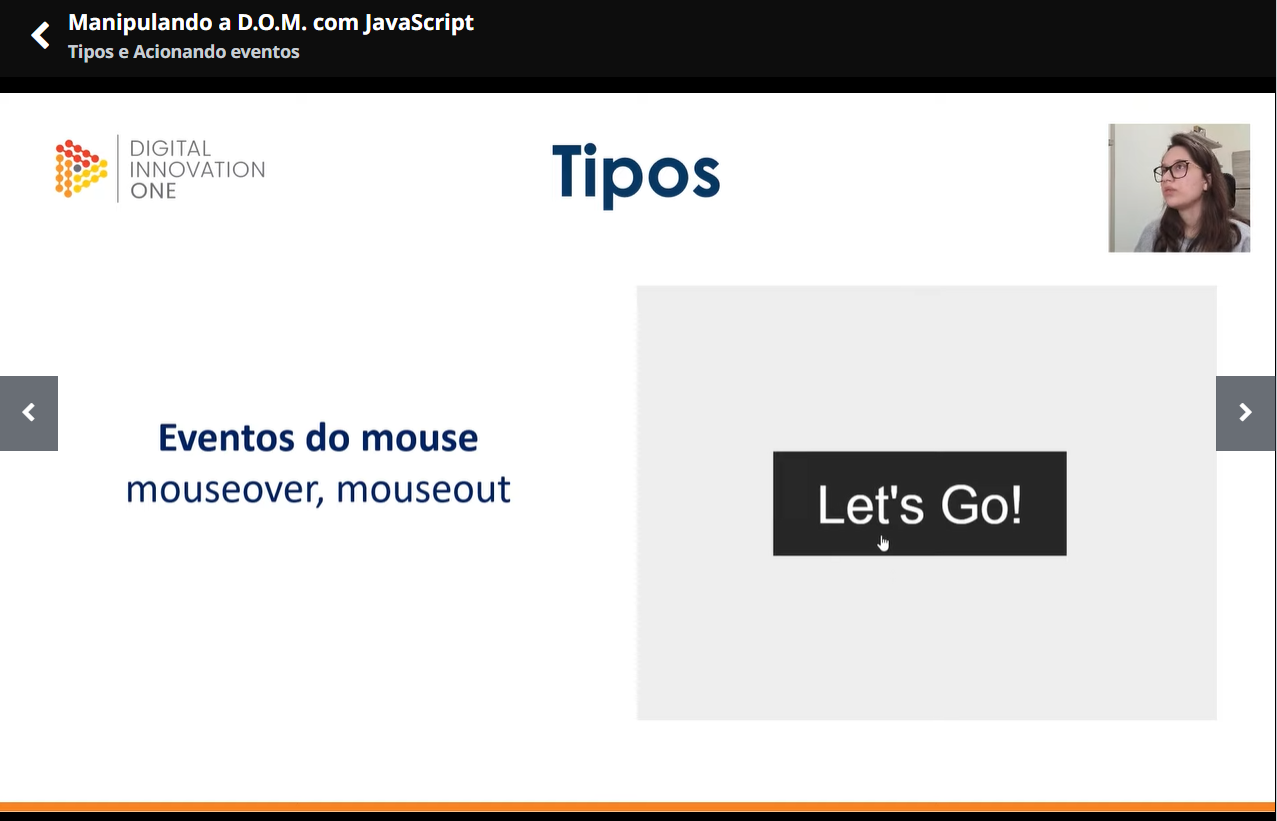 Manipulando a D.O.M. com JavaScript
Tipos e Acionando eventos
DIGITAL
INNOVATION
ONE
Tipos
Eventos do mouse
mouseover, mouseout
Let's Go!